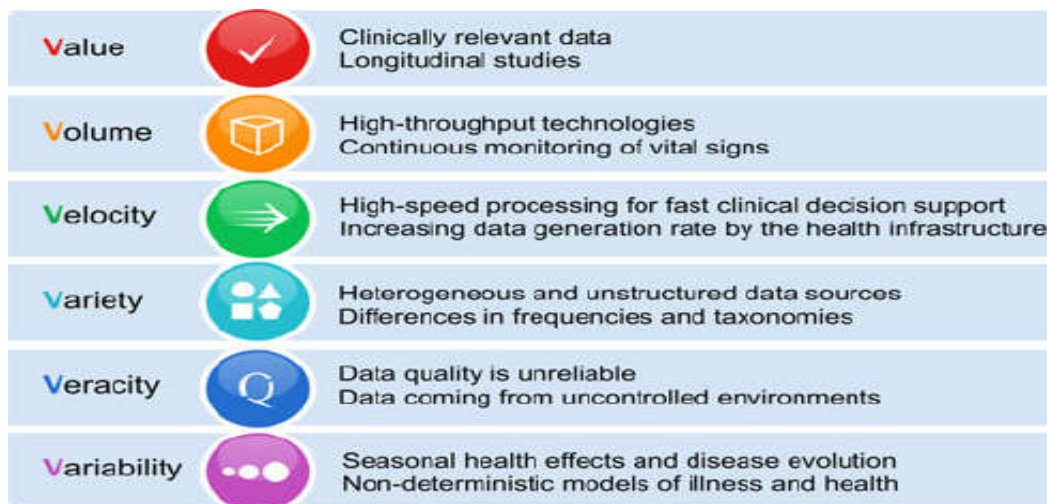 Value
Clinically relevant data
Longitudinal studies
Volume
High-throughput technologies
Continuous monitoring of vital signs
Velocity
High-speed processing for fast clinical decision support
Increasing data generation rate by the health infrastructure
Variety
Heterogeneous and unstructured data sources
Differences in frequencies and taxonomies
Veracity
Q
Data quality is unreliable
Data coming from uncontrolled environments
Variability
Seasonal health effects and disease evolution
Non-deterministic models of illness and health